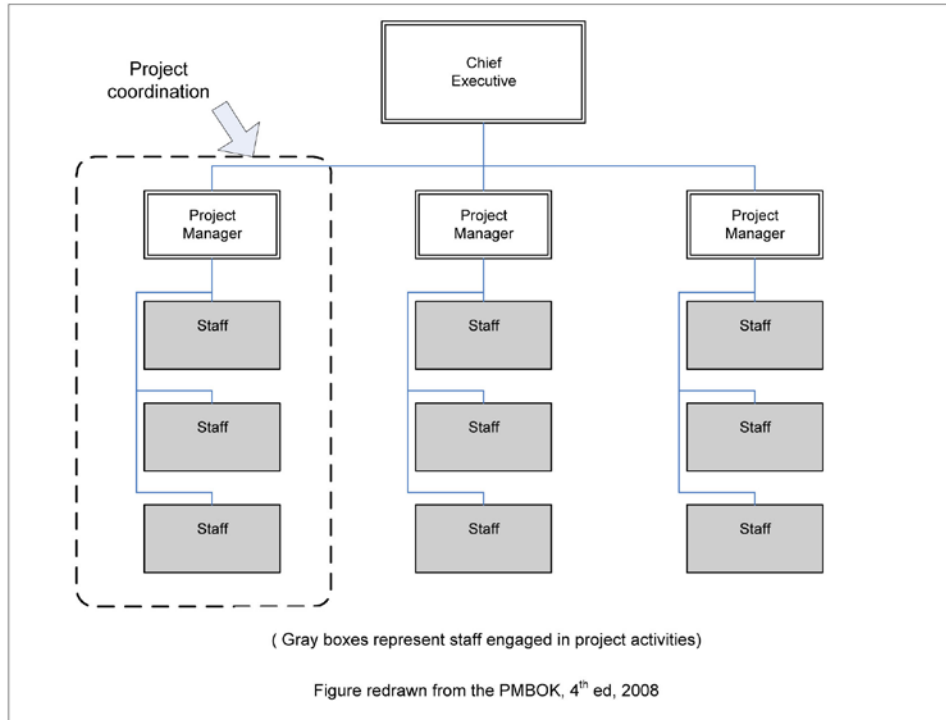 Chief
Executive
Project
coordination
Project
Manager
Project
Manager
Project
Manager
Staff
Staff
Staff
Staff
Staff
Staff
Staff
Staff
Staff
( Gray boxes represent staff engaged in project activities)
Figure redrawn from the PMBOK, 4th ed, 2008